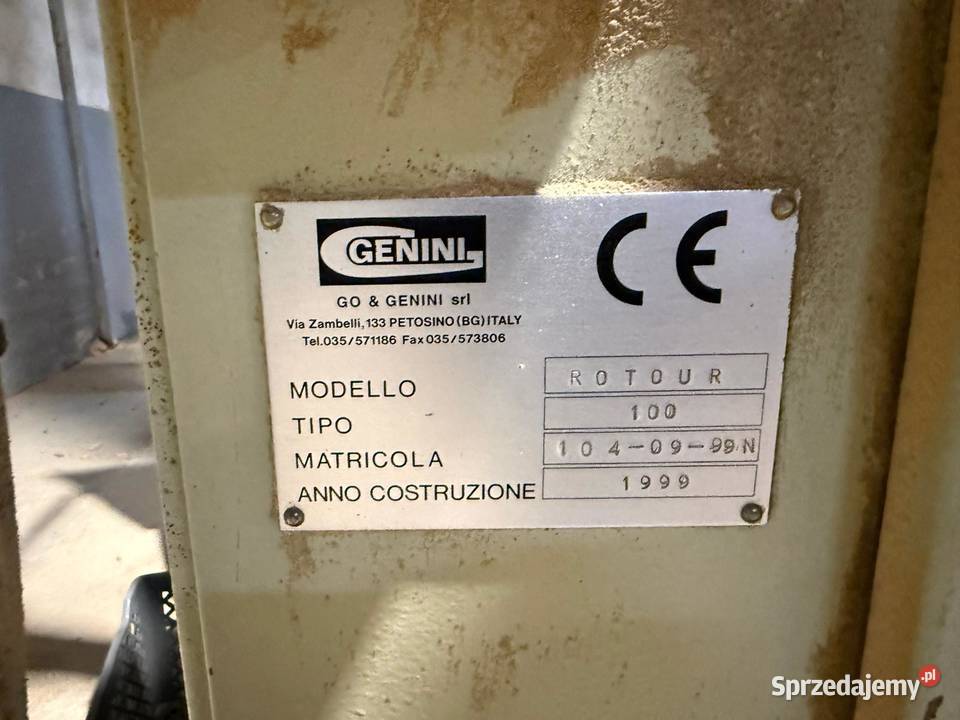 GENINI
CE
GO & GENINI srl
Via Zambelli, 133 PETOSINO (BG) ITALY
Tel. 035/571186 Fax 035/573806
MODELLO ROTOUR
TIPO 100
MATRICOLA 104-09-99N
ANNO COSTRUZIONE 1999
Sprzedajemy.pl